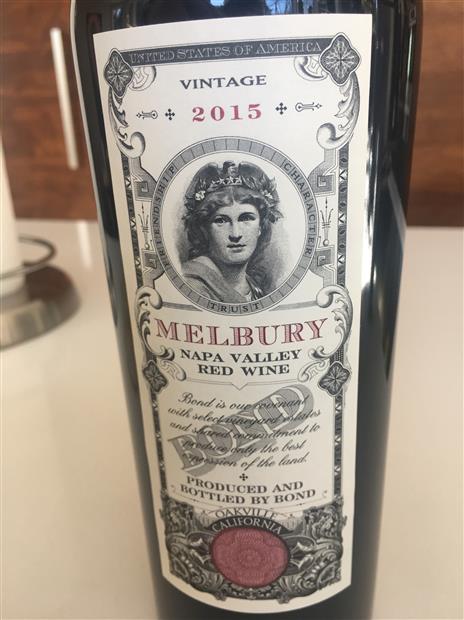 UNITED STATES OF AMERICA
VINTAGE
2015
FRIENDSHIP
CHARACTER
TRUST
MELBURY
NAPA VALLEY
RED WINE
BOND
Bond is our covenant
with select vineyard estates
and shared commitment to
produce only the best
expression of the land.
PRODUCED AND
BOTTLED BY BOND
OAKVILLE
CALIFORNIA